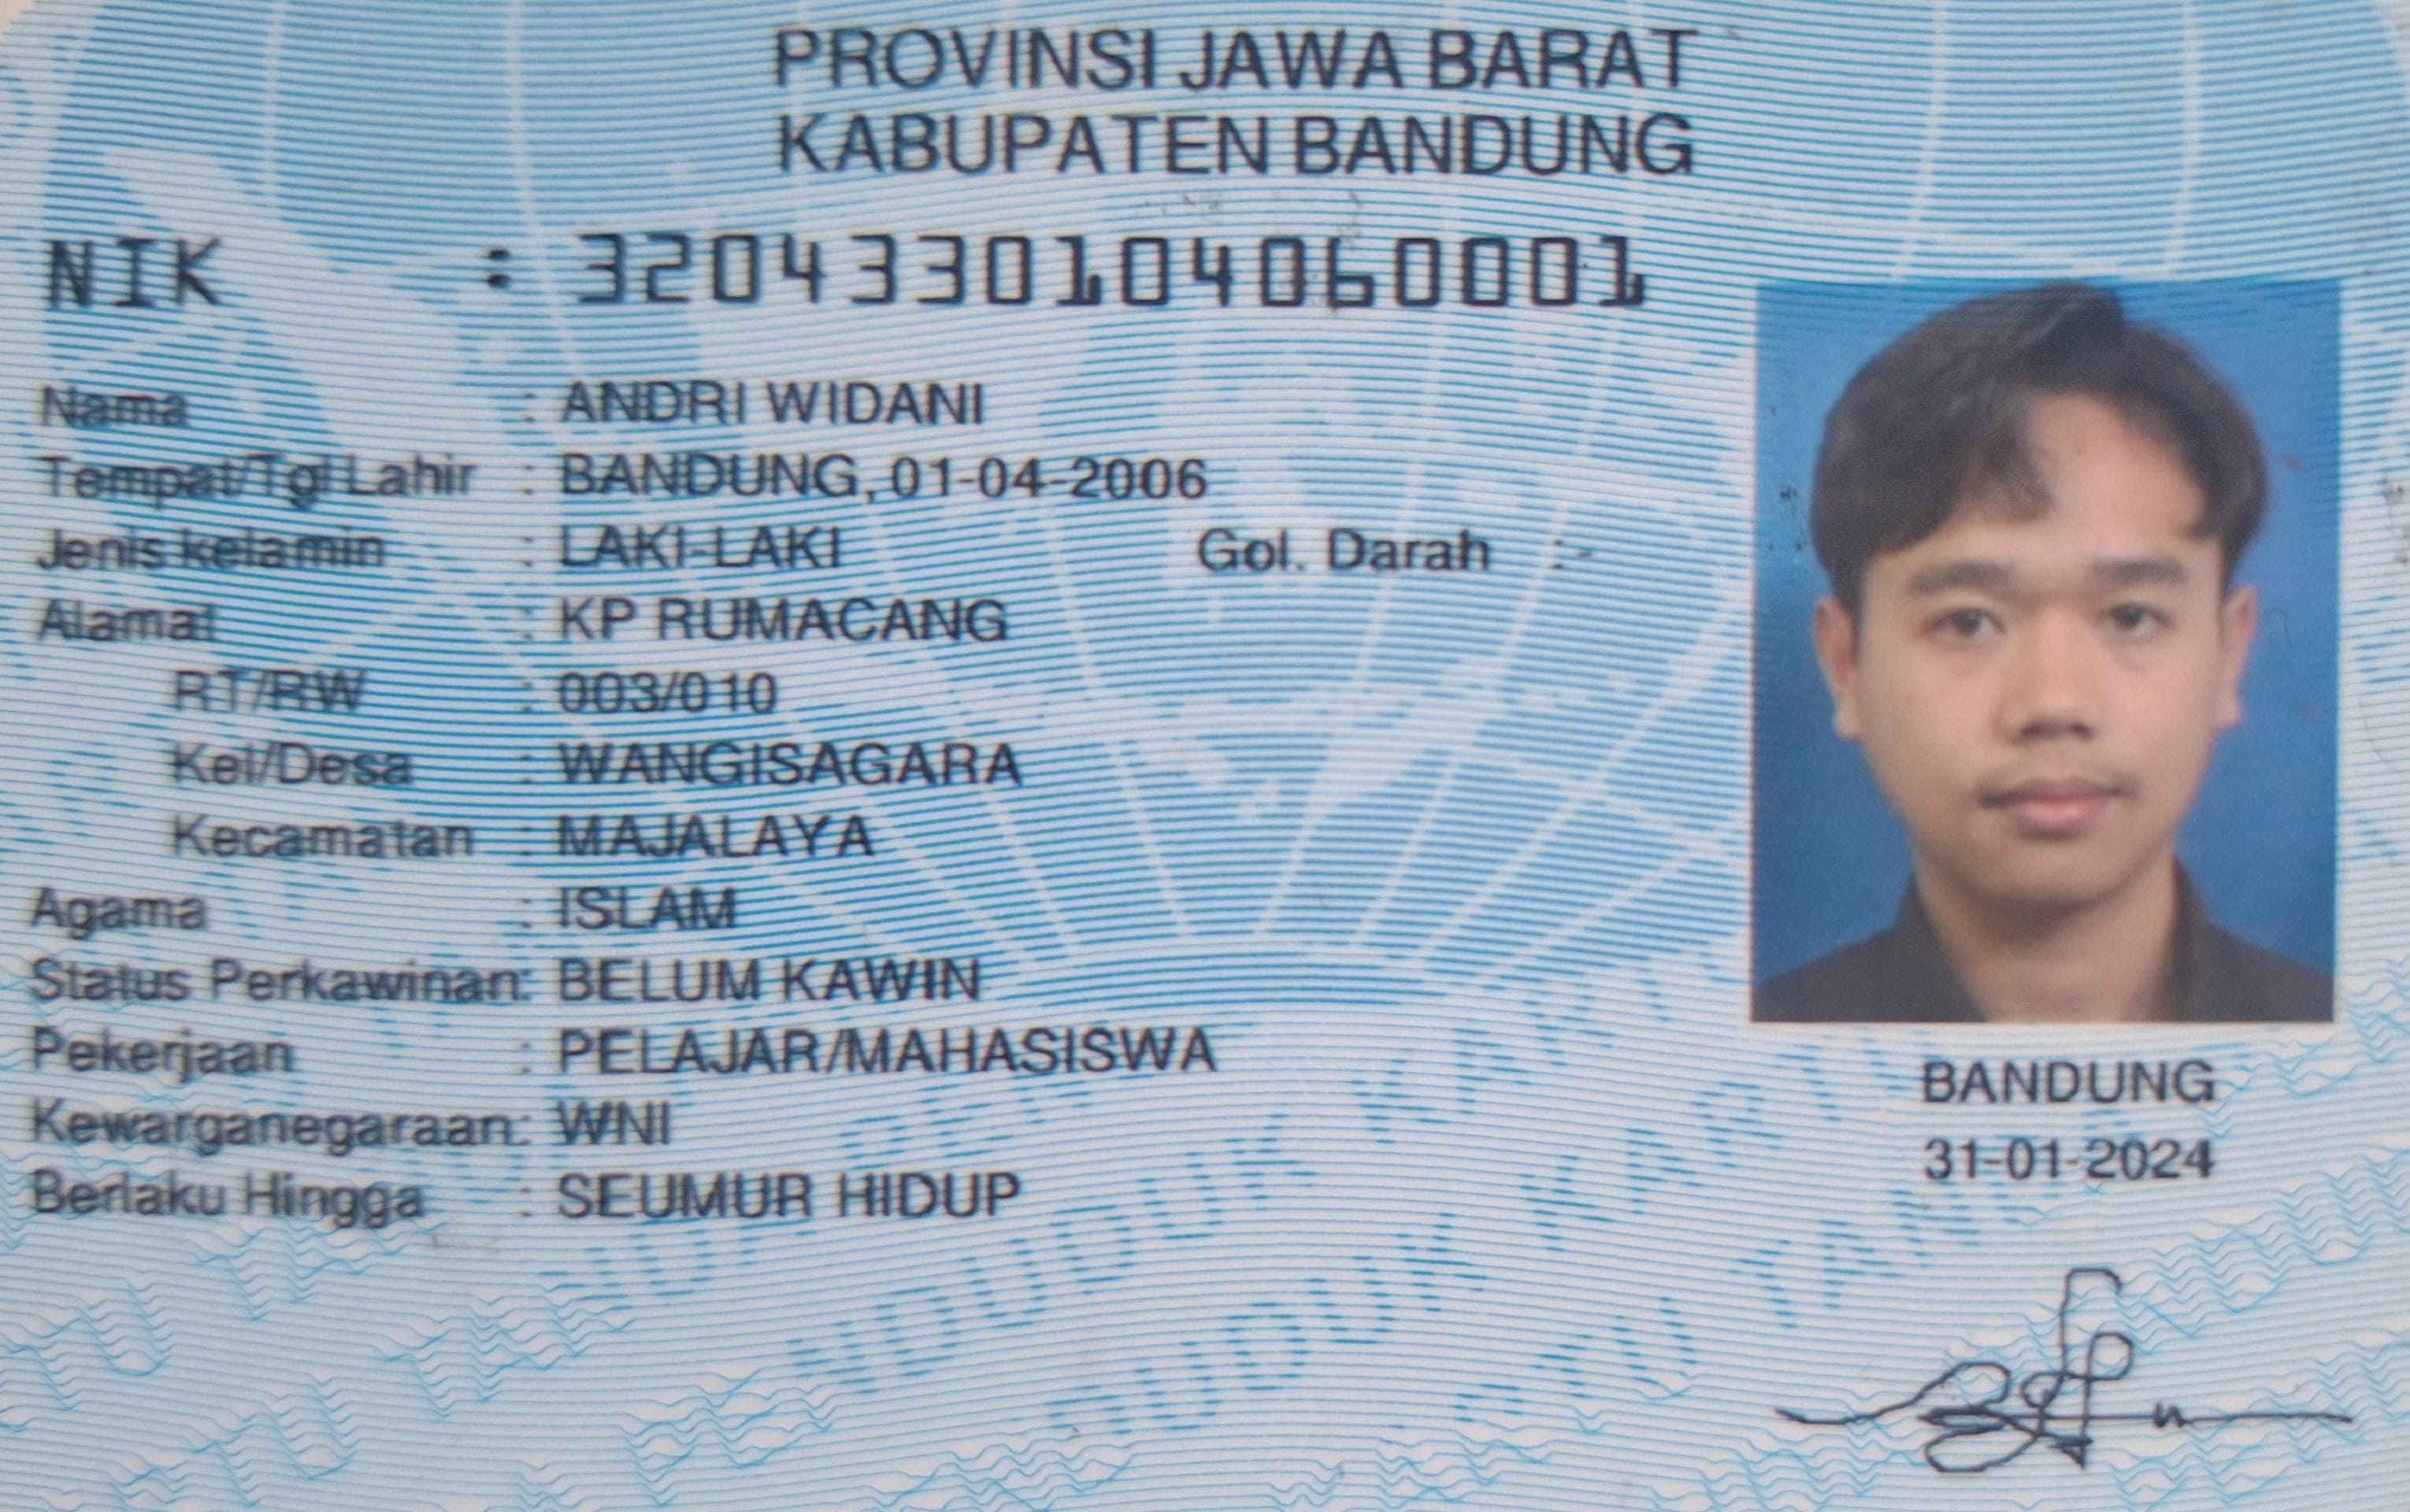 PROVINSI JAWA BARAT
KABUPATEN BANDUNG
NIK : 3204330104060001
Nama : ANDRI WIDANI
Tempat/Tgl Lahir : BANDUNG, 01-04-2006
Jenis kelamin : LAKI-LAKI Gol. Darah : -
Alamat : KP RUMACANG
RT/RW : 003/010
Kel/Desa : WANGISAGARA
Kecamatan : MAJALAYA
Agama : ISLAM
Status Perkawinan: BELUM KAWIN
Pekerjaan : PELAJAR/MAHASISWA
Kewarganegaraan: WNI
Berlaku Hingga : SEUMUR HIDUP
BANDUNG
31-01-2024